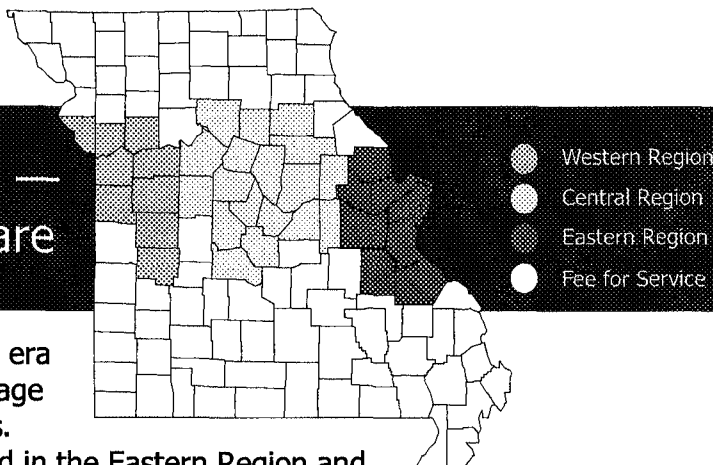 —
are
Western Region
Central Region
Eastern Region
Fee for Service
era
age
s.
d in the Eastern Region and